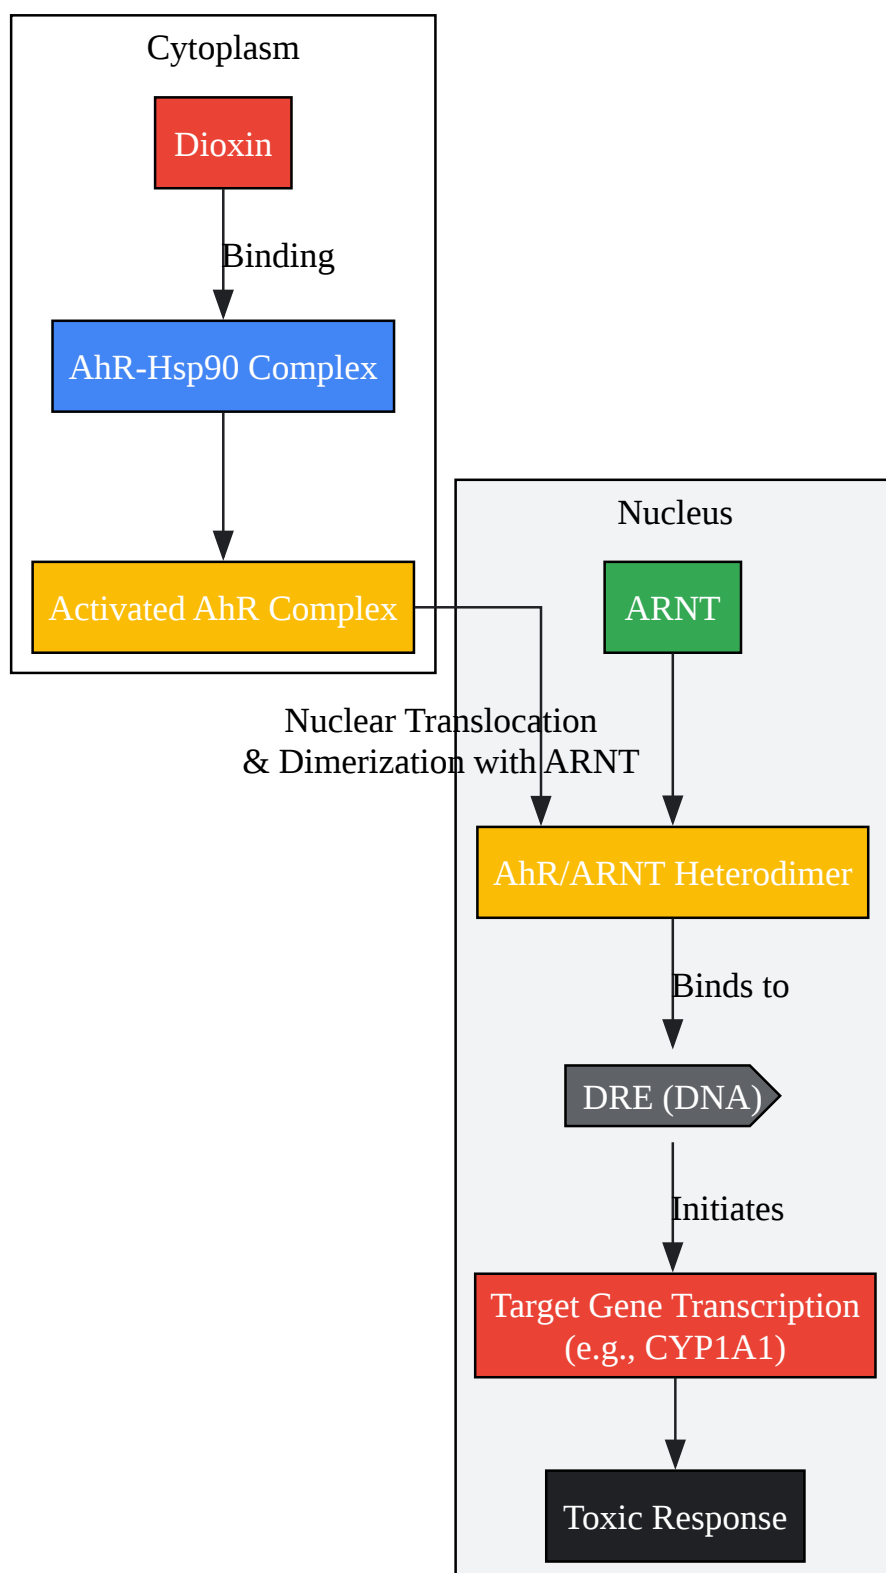 Cytoplasm
Dioxin
Binding
AhR-Hsp90 Complex
Activated AhR Complex
Nucleus
ARNT
Nuclear Translocation
& Dimerization with ARNT
AhR/ARNT Heterodimer
Binds to
DRE (DNA)
Initiates
Target Gene Transcription
(e.g., CYP1A1)
Toxic Response